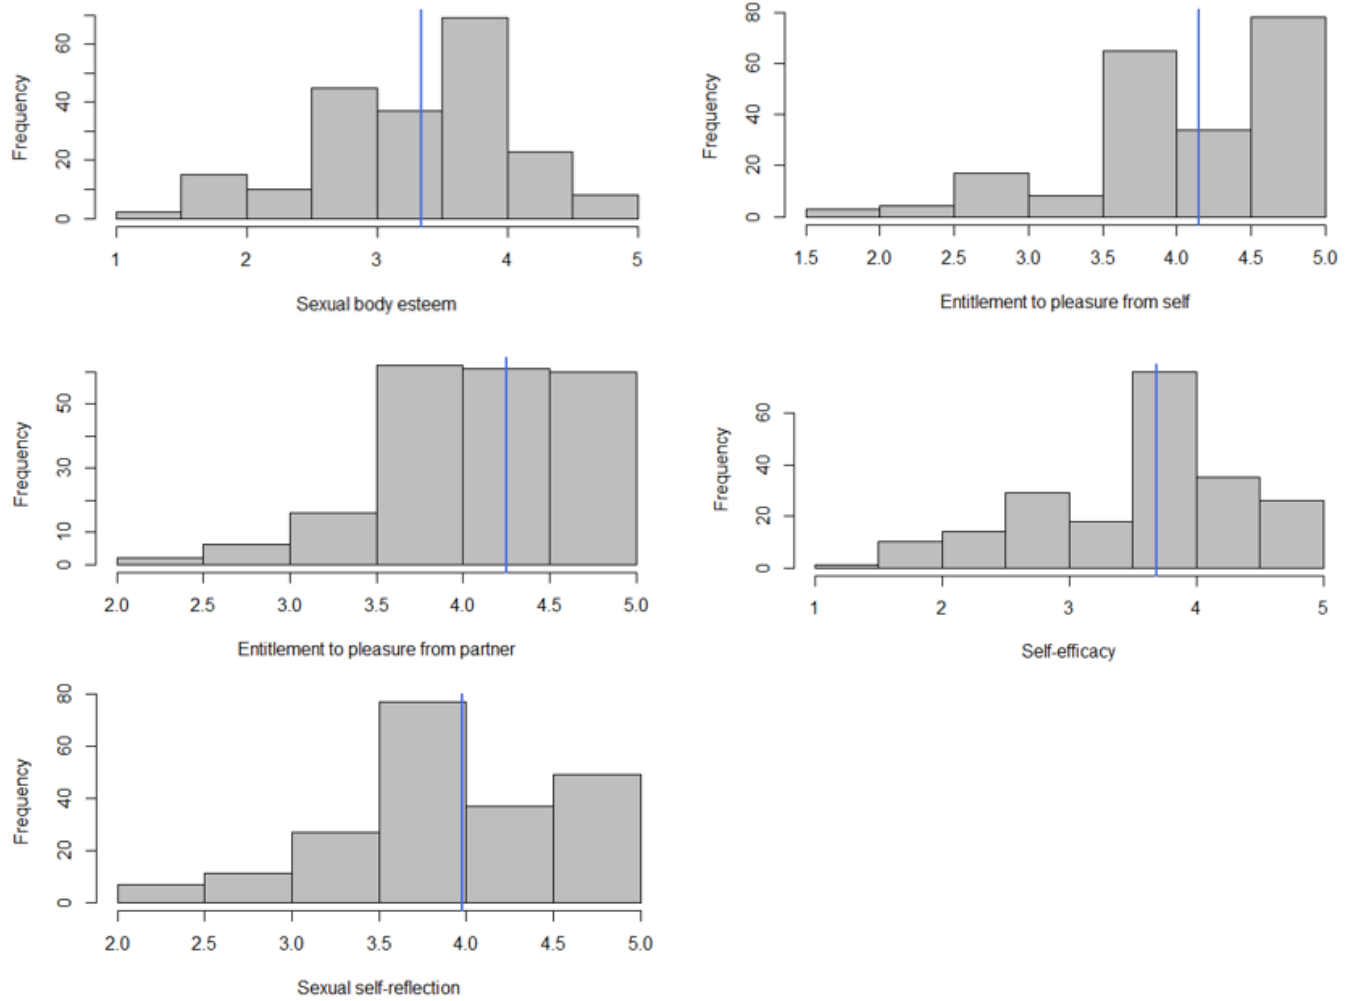 Frequency
0 20 40 60
1 2 3 4 5
Sexual body esteem
Frequency
0 20 40 60 80
1.5 2.0 2.5 3.0 3.5 4.0 4.5 5.0
Entitlement to pleasure from self
Frequency
0 10 30 50
2.0 2.5 3.0 3.5 4.0 4.5 5.0
Entitlement to pleasure from partner
Frequency
0 20 40 60
1 2 3 4 5
Self-efficacy
Frequency
0 20 40 60 80
2.0 2.5 3.0 3.5 4.0 4.5 5.0
Sexual self-reflection